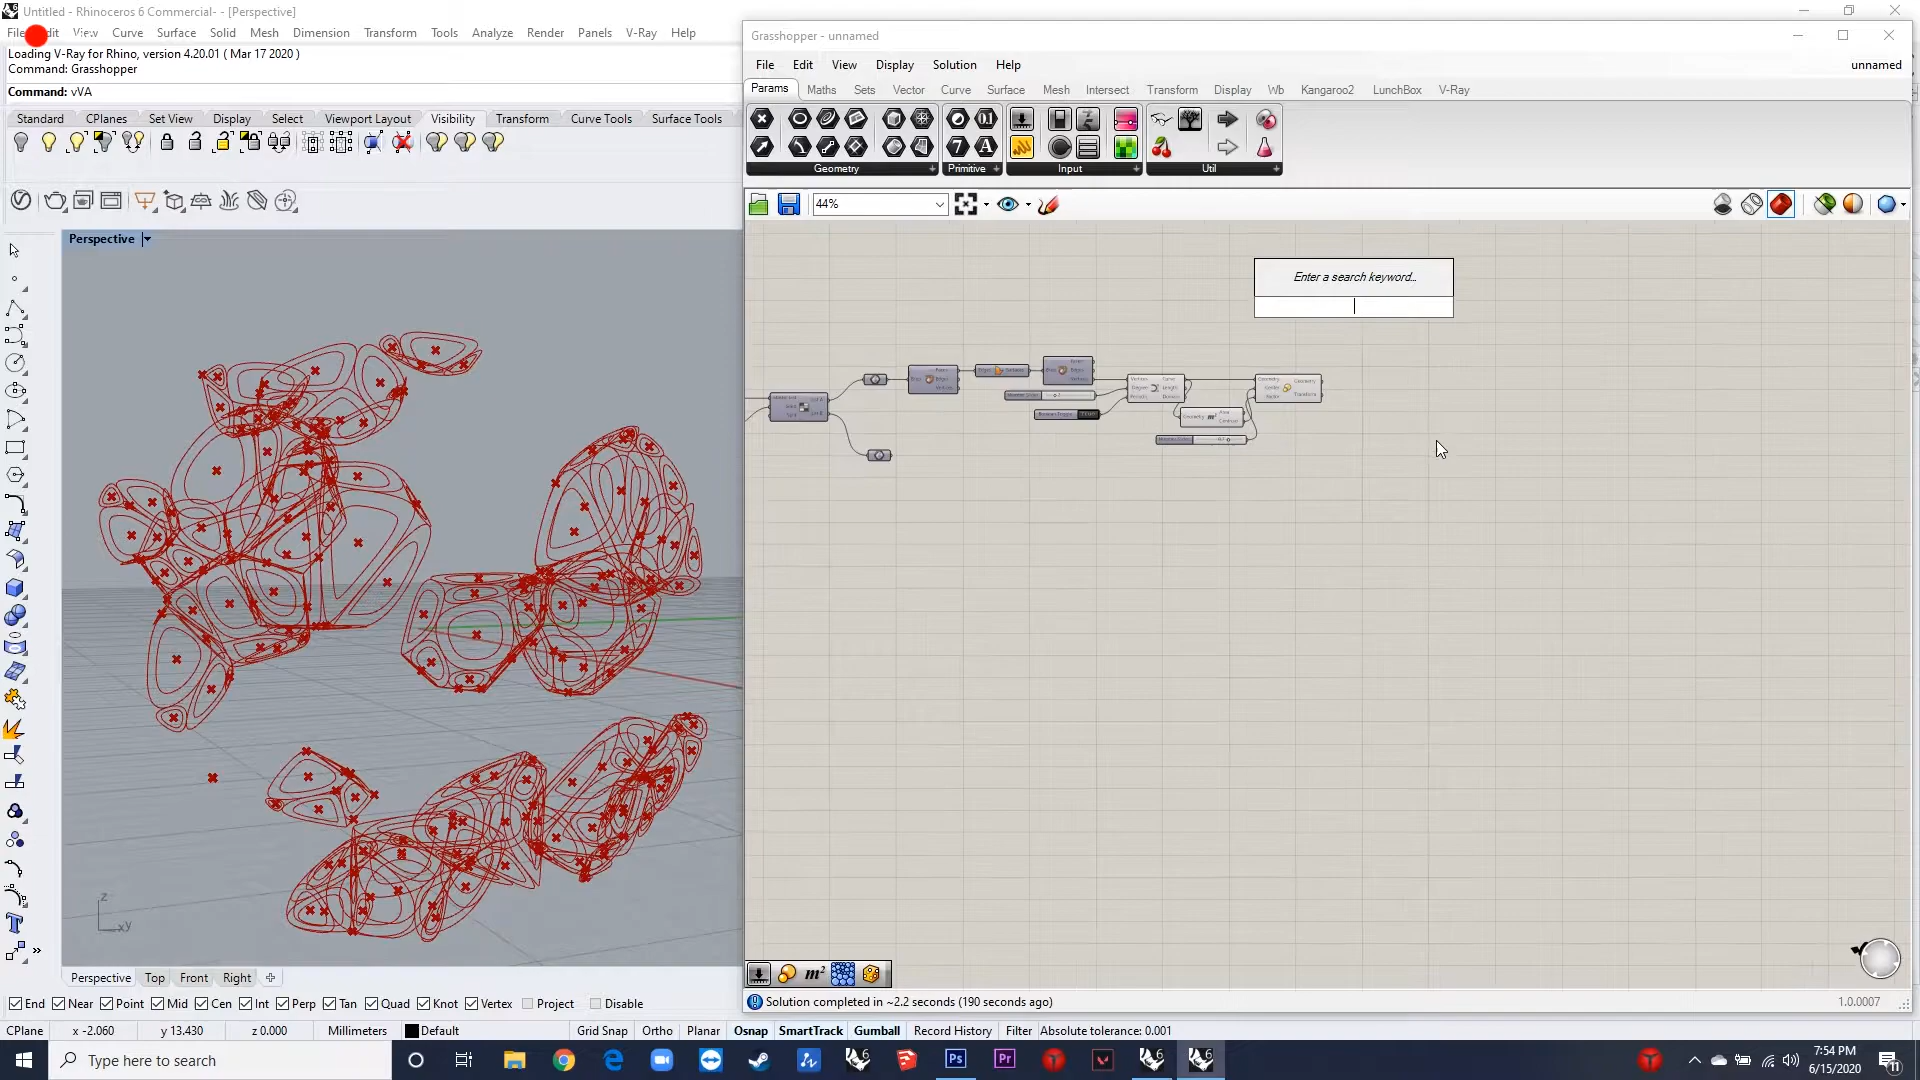 Untitled - Rhinoceros 6 Commercial- - [Perspective]
View Curve Surface Solid Mesh Dimension Transform Tools Analyze Render Panels V-Ray Help
Loading V-Ray for Rhino, version 4.20.01 ( Mar 17 2020 )
Command: Grasshopper
Command: vVA
Standard CPlanes Set View Display Select Viewport Layout Visibility Transform Curve Tools Surface Tools
Perspective
Grasshopper - unnamed
File Edit View Display Solution Help
unnamed
Params Maths Sets Vector Curve Surface Mesh Intersect Transform Display Wb Kangaroo2 LunchBox V-Ray
Geometry
Primitive
Input
Util
44%
Enter a search keyword...
z
xy
m²
Perspective Top Front Right
End Near Point Mid Cen Int Perp Tan Quad Knot Vertex Project Disable
Solution completed in ~2.2 seconds (190 seconds ago)
1.0.0007
CPlane x -2.060 y 13.430 z 0.000 Millimeters Default Grid Snap Ortho Planar Osnap SmartTrack Gumball Record History Filter Absolute tolerance: 0.001
Type here to search
Ps
Pr
7:54 PM
6/15/2020
11